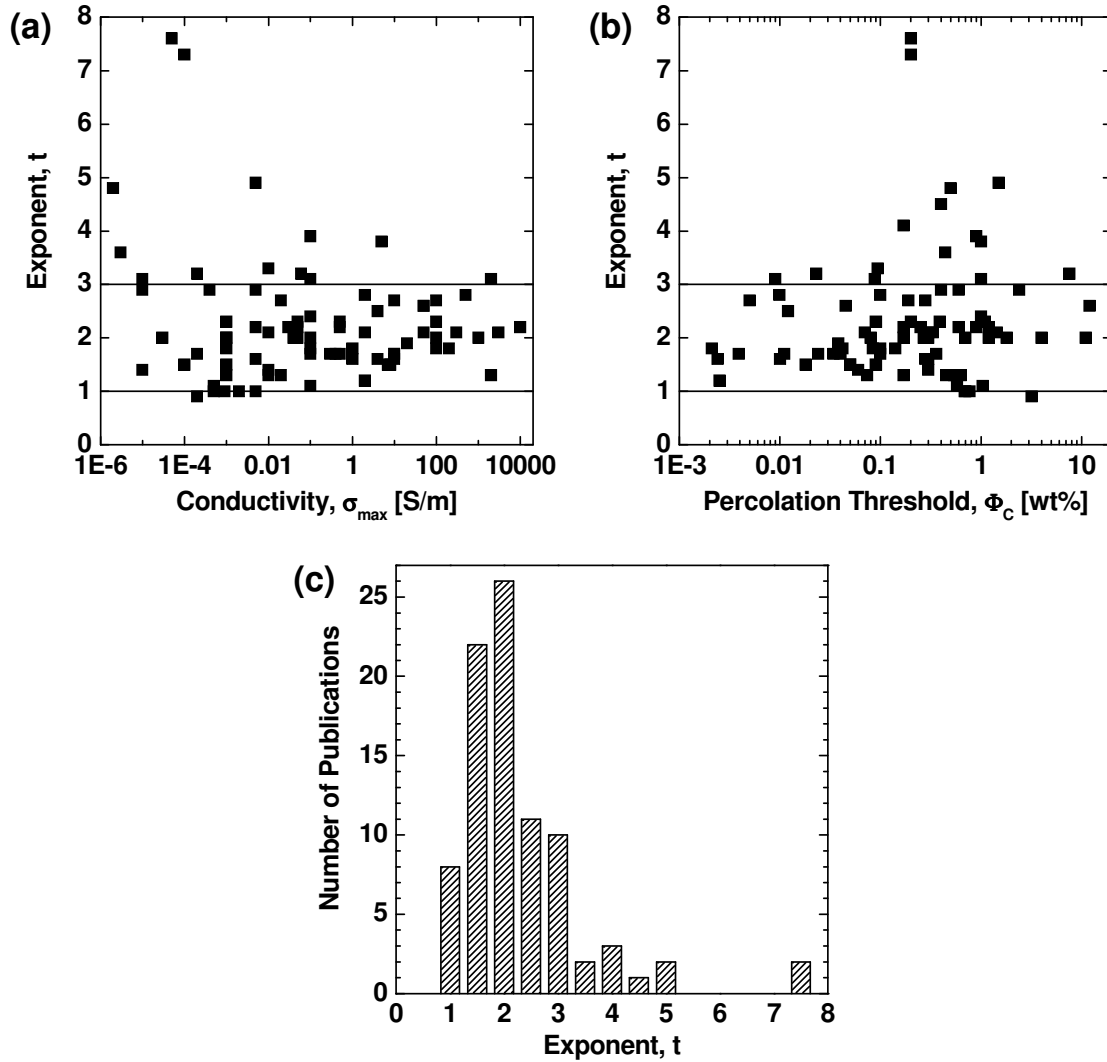 (a)
8
7
6
5
4
3
2
1
0
Exponent, t
1E-6 1E-4 0.01 1 100 10000
Conductivity, σmax [S/m]
(b)
8
7
6
5
4
3
2
1
0
Exponent, t
1E-3 0.01 0.1 1 10
Percolation Threshold, ΦC [wt%]
(c)
25
20
15
10
5
0
Number of Publications
0 1 2 3 4 5 6 7 8
Exponent, t